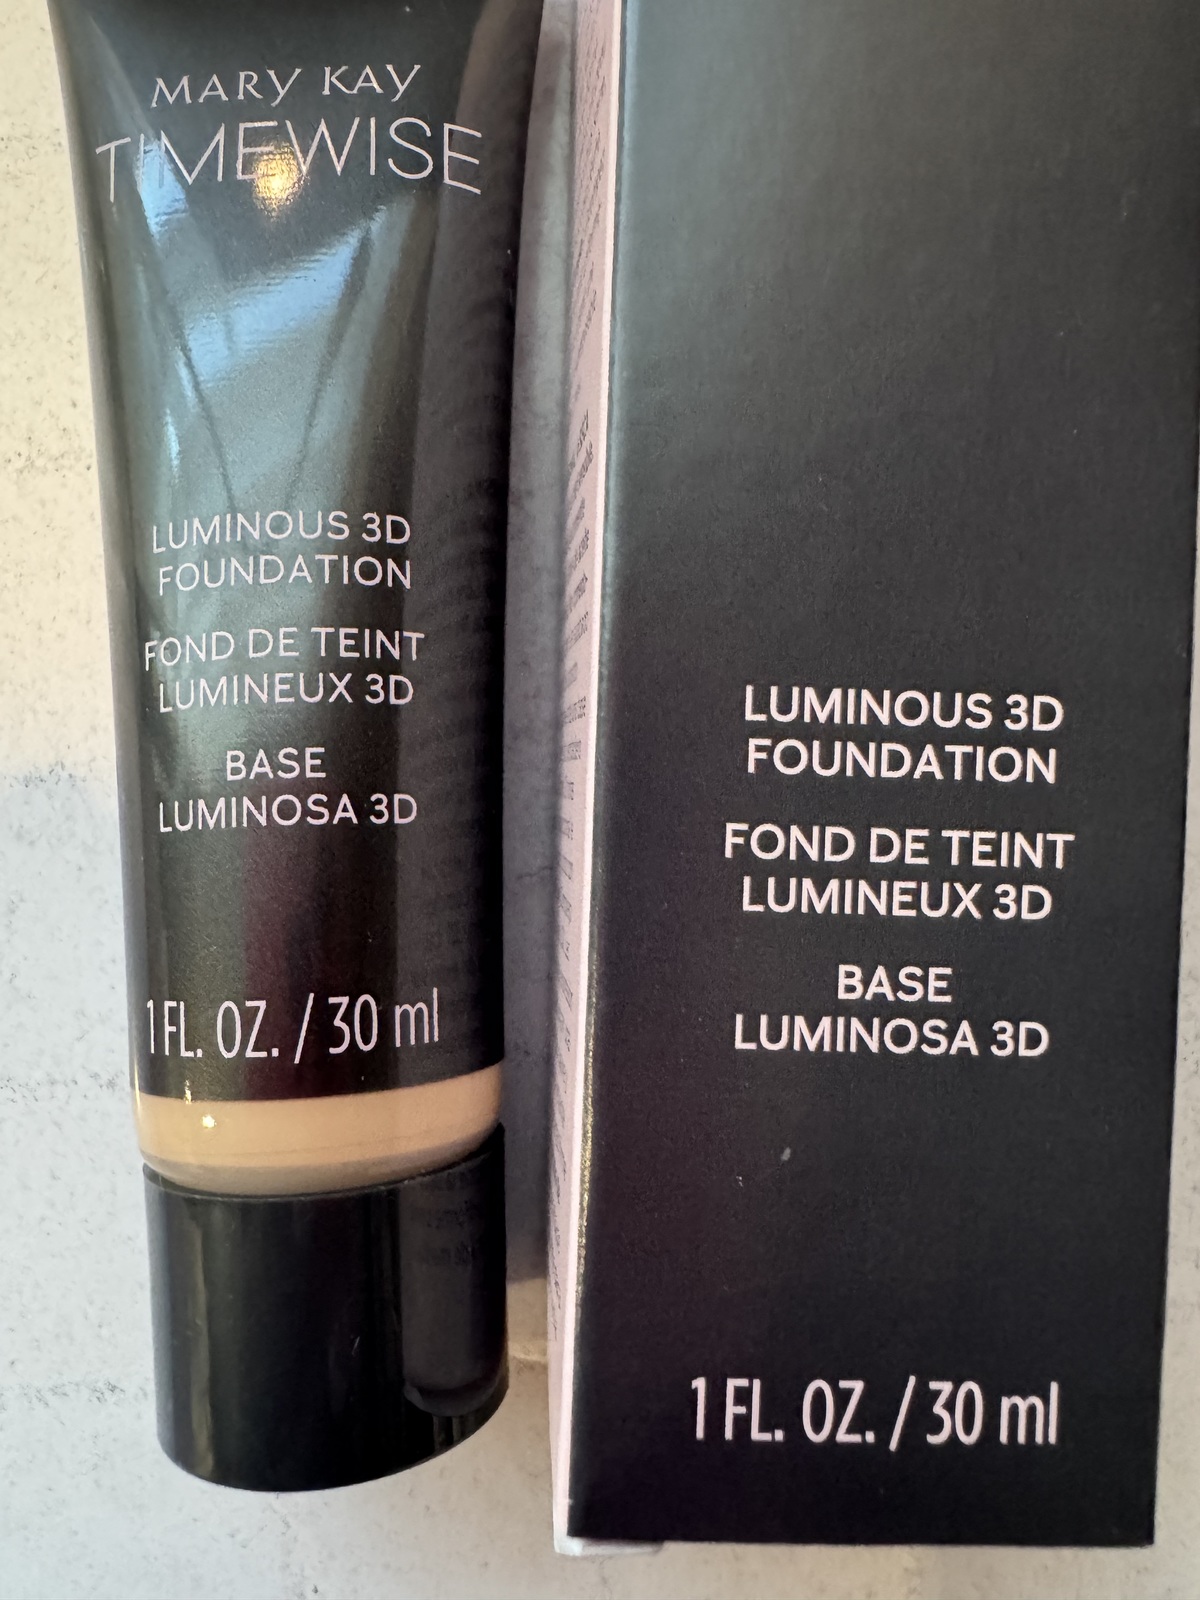 MARY KAY
TIMEWISE
LUMINOUS 3D
FOUNDATION
FOND DE TEINT
LUMINEUX 3D
BASE
LUMINOSA 3D
1 FL. OZ. / 30 ml
LUMINOUS 3D
FOUNDATION
FOND DE TEINT
LUMINEUX 3D
BASE
LUMINOSA 3D
1 FL. OZ. / 30 ml